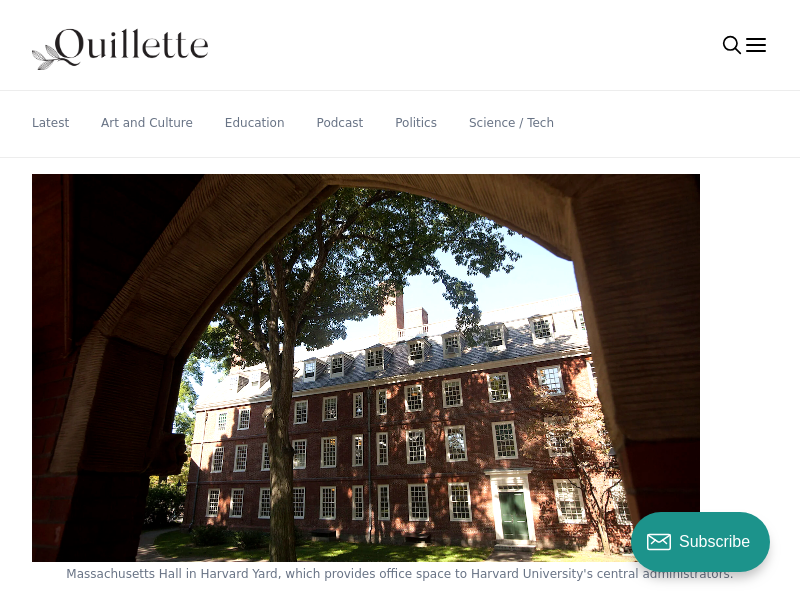 Quillette
Latest
Art and Culture
Education
Podcast
Politics
Science / Tech
Subscribe
Massachusetts Hall in Harvard Yard, which provides office space to Harvard University's central administrators.